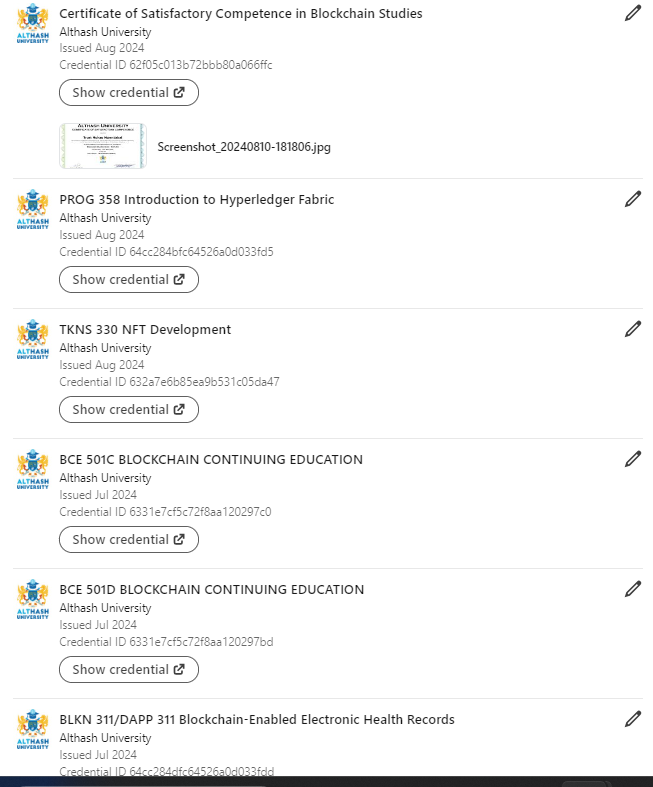 ALTHASH
UNIVERSITY
Certificate of Satisfactory Competence in Blockchain Studies
Althash University
Issued Aug 2024
Credential ID 62f05c013b72bbb80a066ffc
Show credential
ALTHASH UNIVERSITY
Screenshot_20240810-181806.jpg
ALTHASH
UNIVERSITY
PROG 358 Introduction to Hyperledger Fabric
Althash University
Issued Aug 2024
Credential ID 64cc284bfc64526a0d033fd5
Show credential
ALTHASH
UNIVERSITY
TKNS 330 NFT Development
Althash University
Issued Aug 2024
Credential ID 632a7e6b85ea9b531c05da47
Show credential
ALTHASH
UNIVERSITY
BCE 501C BLOCKCHAIN CONTINUING EDUCATION
Althash University
Issued Jul 2024
Credential ID 6331e7cf5c72f8aa120297c0
Show credential
ALTHASH
UNIVERSITY
BCE 501D BLOCKCHAIN CONTINUING EDUCATION
Althash University
Issued Jul 2024
Credential ID 6331e7cf5c72f8aa120297bd
Show credential
ALTHASH
UNIVERSITY
BLKN 311/DAPP 311 Blockchain-Enabled Electronic Health Records
Althash University
Issued Jul 2024
Credential ID 64cc284dfc64526a0d033fdd